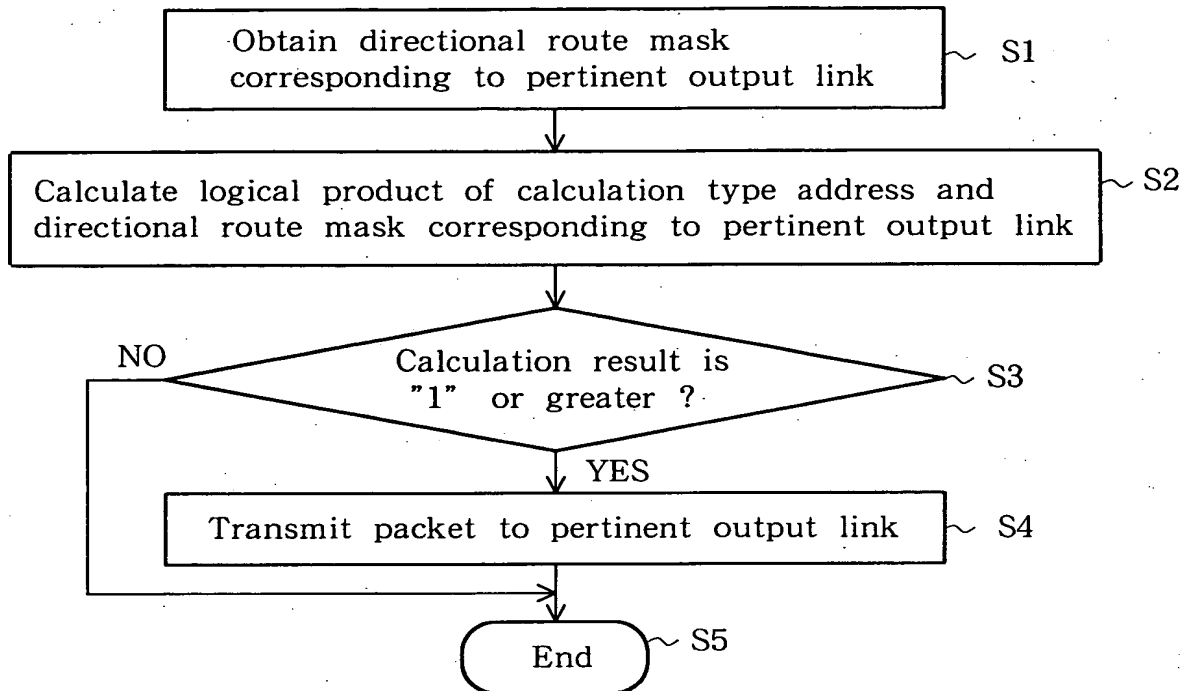 Obtain directional route mask
corresponding to pertinent output link
S1
Calculate logical product of calculation type address and
directional route mask corresponding to pertinent output link
S2
NO
Calculation result is
"1" or greater ?
S3
YES
Transmit packet to pertinent output link
S4
End
S5